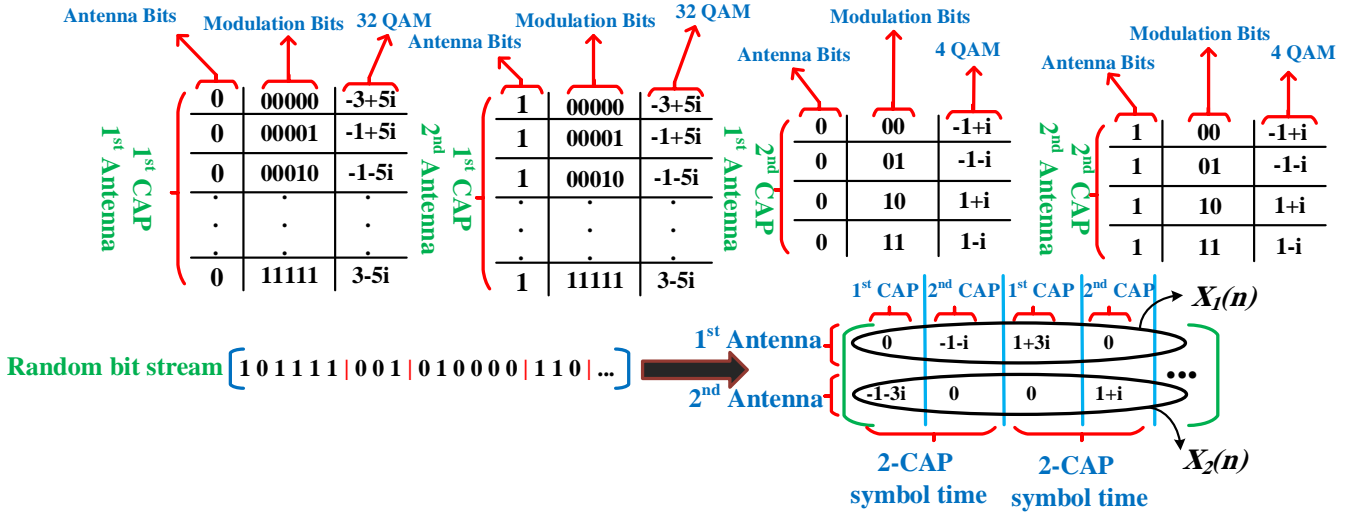 Antenna Bits Modulation Bits 32 QAM
0 00000 -3+5i
0 00001 -1+5i
0 00010 -1-5i
. . .
. . .
0 11111 3-5i
1st CAP
1st Antenna
Antenna Bits Modulation Bits 32 QAM
1 00000 -3+5i
1 00001 -1+5i
1 00010 -1-5i
. . .
. . .
1 11111 3-5i
1st CAP
2nd Antenna
Antenna Bits Modulation Bits 4 QAM
0 00 -1+i
0 01 -1-i
0 10 1+i
0 11 1-i
2nd CAP
1st Antenna
Antenna Bits Modulation Bits 4 QAM
1 00 -1+i
1 01 -1-i
1 10 1+i
1 11 1-i
2nd CAP
2nd Antenna
Random bit stream [1 0 1 1 1 1 | 0 0 1 | 0 1 0 0 0 0 | 1 1 0 | ...]
1st CAP 2nd CAP 1st CAP 2nd CAP X1(n)
1st Antenna 0 -1-i 1+3i 0
...
2nd Antenna -1-3i 0 0 1+i
X2(n)
2-CAP symbol time
2-CAP symbol time